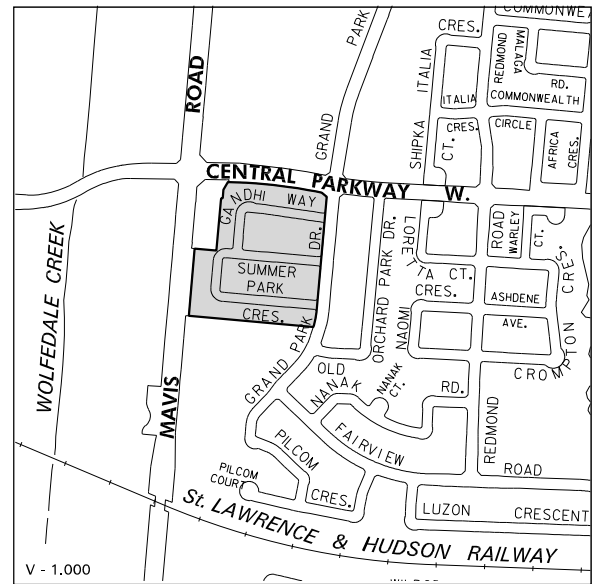 COMMONWE
CRES.
PARK
ITALIA
REDMOND
MALAGA
RD.
ROAD
ITALIA
COMMONWEALTH
GRAND
SHIPKA
CRES.
CT.
CIRCLE
AFRICA
CRES.
CENTRAL PARKWAY W.
GANDHI WAY
DR.
ORCHARD PARK DR.
LORETTA CT.
ROAD
WARLEY
CT.
CROMPTON CRES.
SUMMER
PARK
CRES.
CRES.
NAOMI
ASHDENE
AVE.
WOLFEDALE CREEK
MAVIS
GRAND PARK
OLD
NANAK
NANAK
CT.
RD.
FAIRVIEW
REDMOND
ROAD
PILCOM
PILCOM
COURT
CRES.
LUZON CRESCENT
St. LAWRENCE & HUDSON RAILWAY
V - 1.000